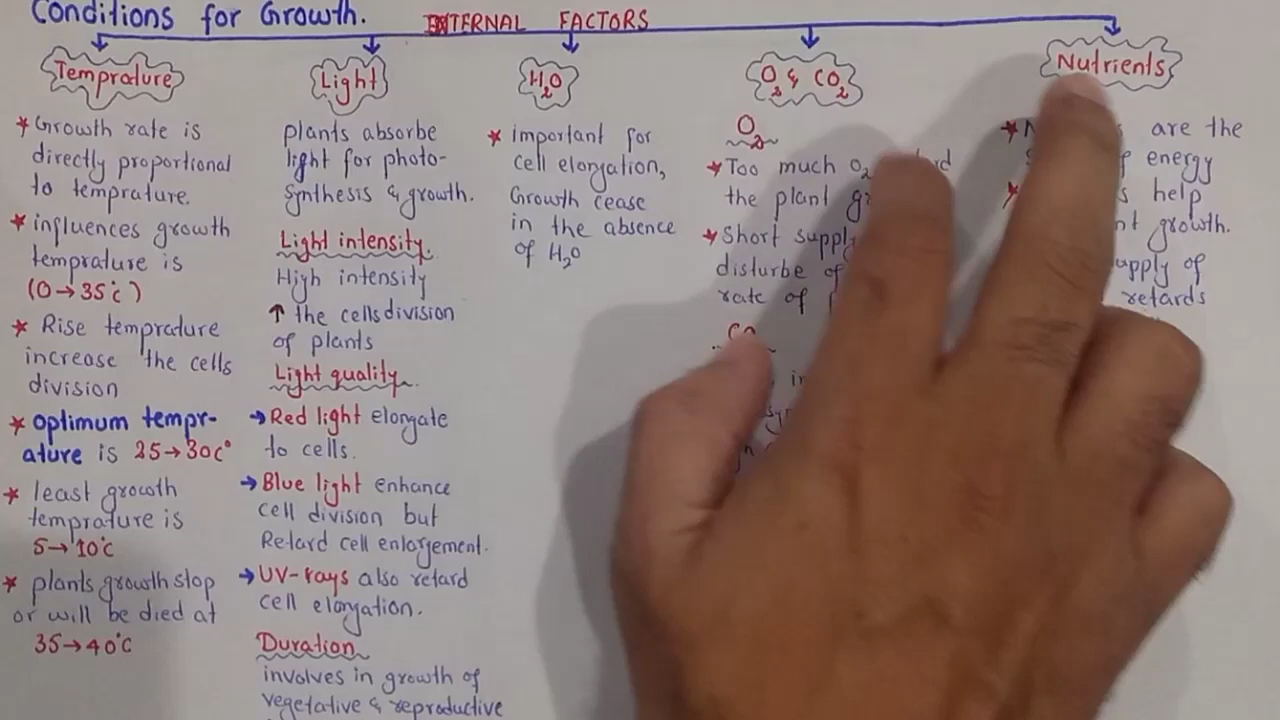 Conditions for Growth.
EXTERNAL FACTORS
Temprature
* Growth rate is
directly proportional
to temprature.
* influences growth
temprature is
(0→35°c)
* Rise temprature
increase the cells
division
* optimum tempr-
ature is 25→30c°
* least growth
temprature is
5→10°c
* plants growth stop
or will be died at
35→40°c
Light
plants absorbe
light for photo-
synthesis & growth.
Light intensity
High intensity
↑ the cells division
of plants
Light quality
→ Red light elongate
to cells.
→ Blue light enhance
cell division but
Retard cell enlargement.
→ UV-rays also retard
cell elongation.
Duration
involves in growth of
vegetative & reproductive
H2O
* important for
cell elongation,
Growth cease
in the absence
of H2O
O2 & CO2
O2
* Too much O2
the plant
* Short supply
disturbe
rate of
Nutrients
* are the
energy
* help
growth.
supply of
retards